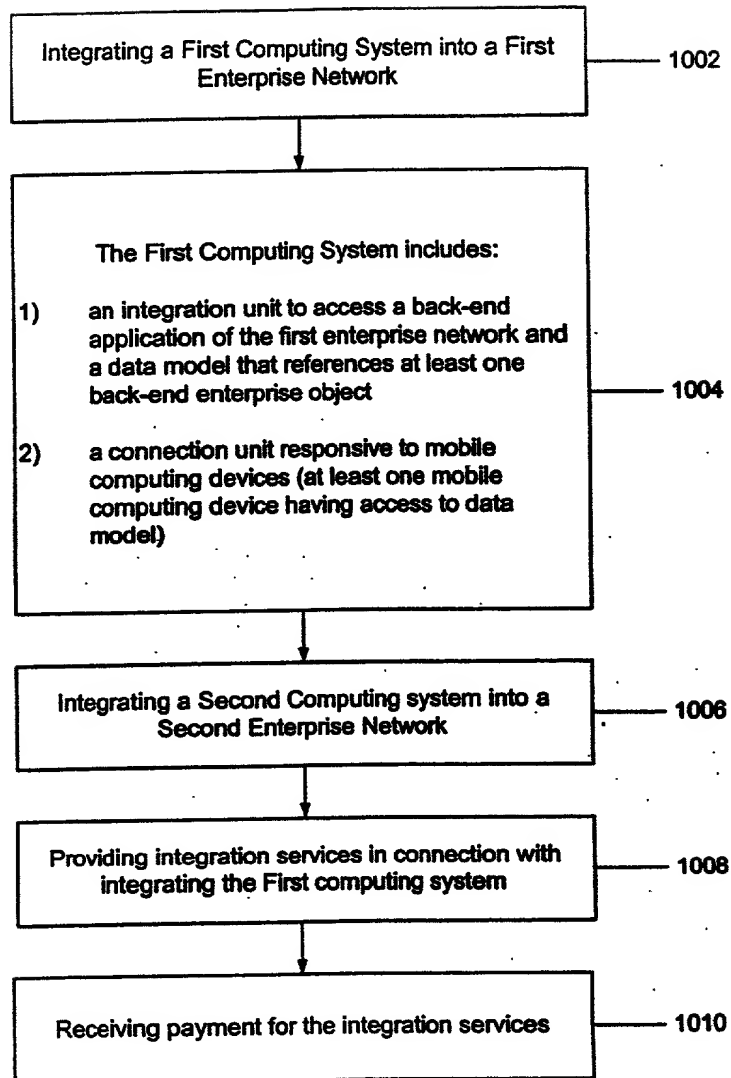 Integrating a First Computing System into a First
Enterprise Network
1002
The First Computing System includes:
1) an integration unit to access a back-end
application of the first enterprise network and
a data model that references at least one
back-end enterprise object
1004
2) a connection unit responsive to mobile
computing devices (at least one mobile
computing device having access to data
model)
Integrating a Second Computing system into a
Second Enterprise Network
1006
Providing integration services in connection with
integrating the First computing system
1008
Receiving payment for the integration services
1010